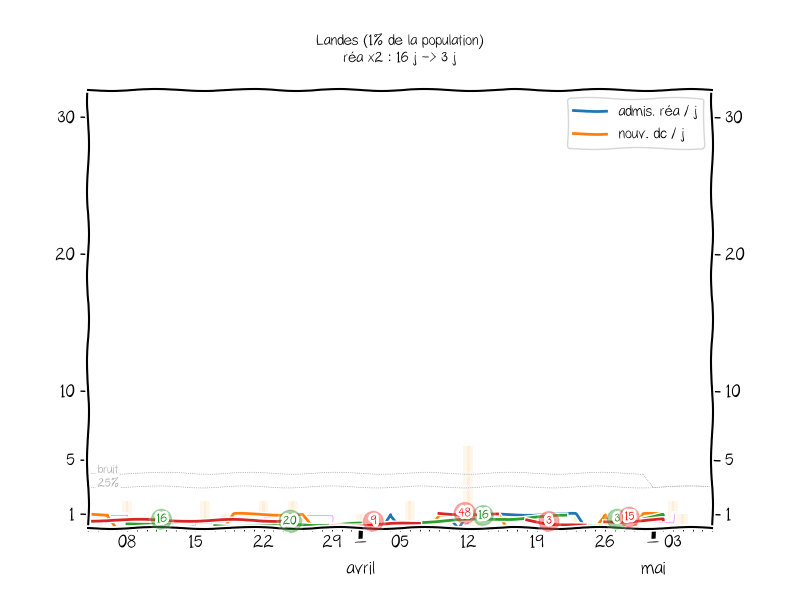 Landes (1% de la population)
réa x2 : 16 j -> 3 j
admis. réa / j
nouv. dc / j
30 30
20 20
10 10
5 5
bruit
25%
1 1
16 20 9 48 16 3 3 15
08 15 22 29 05 12 19 26 03
avril mai